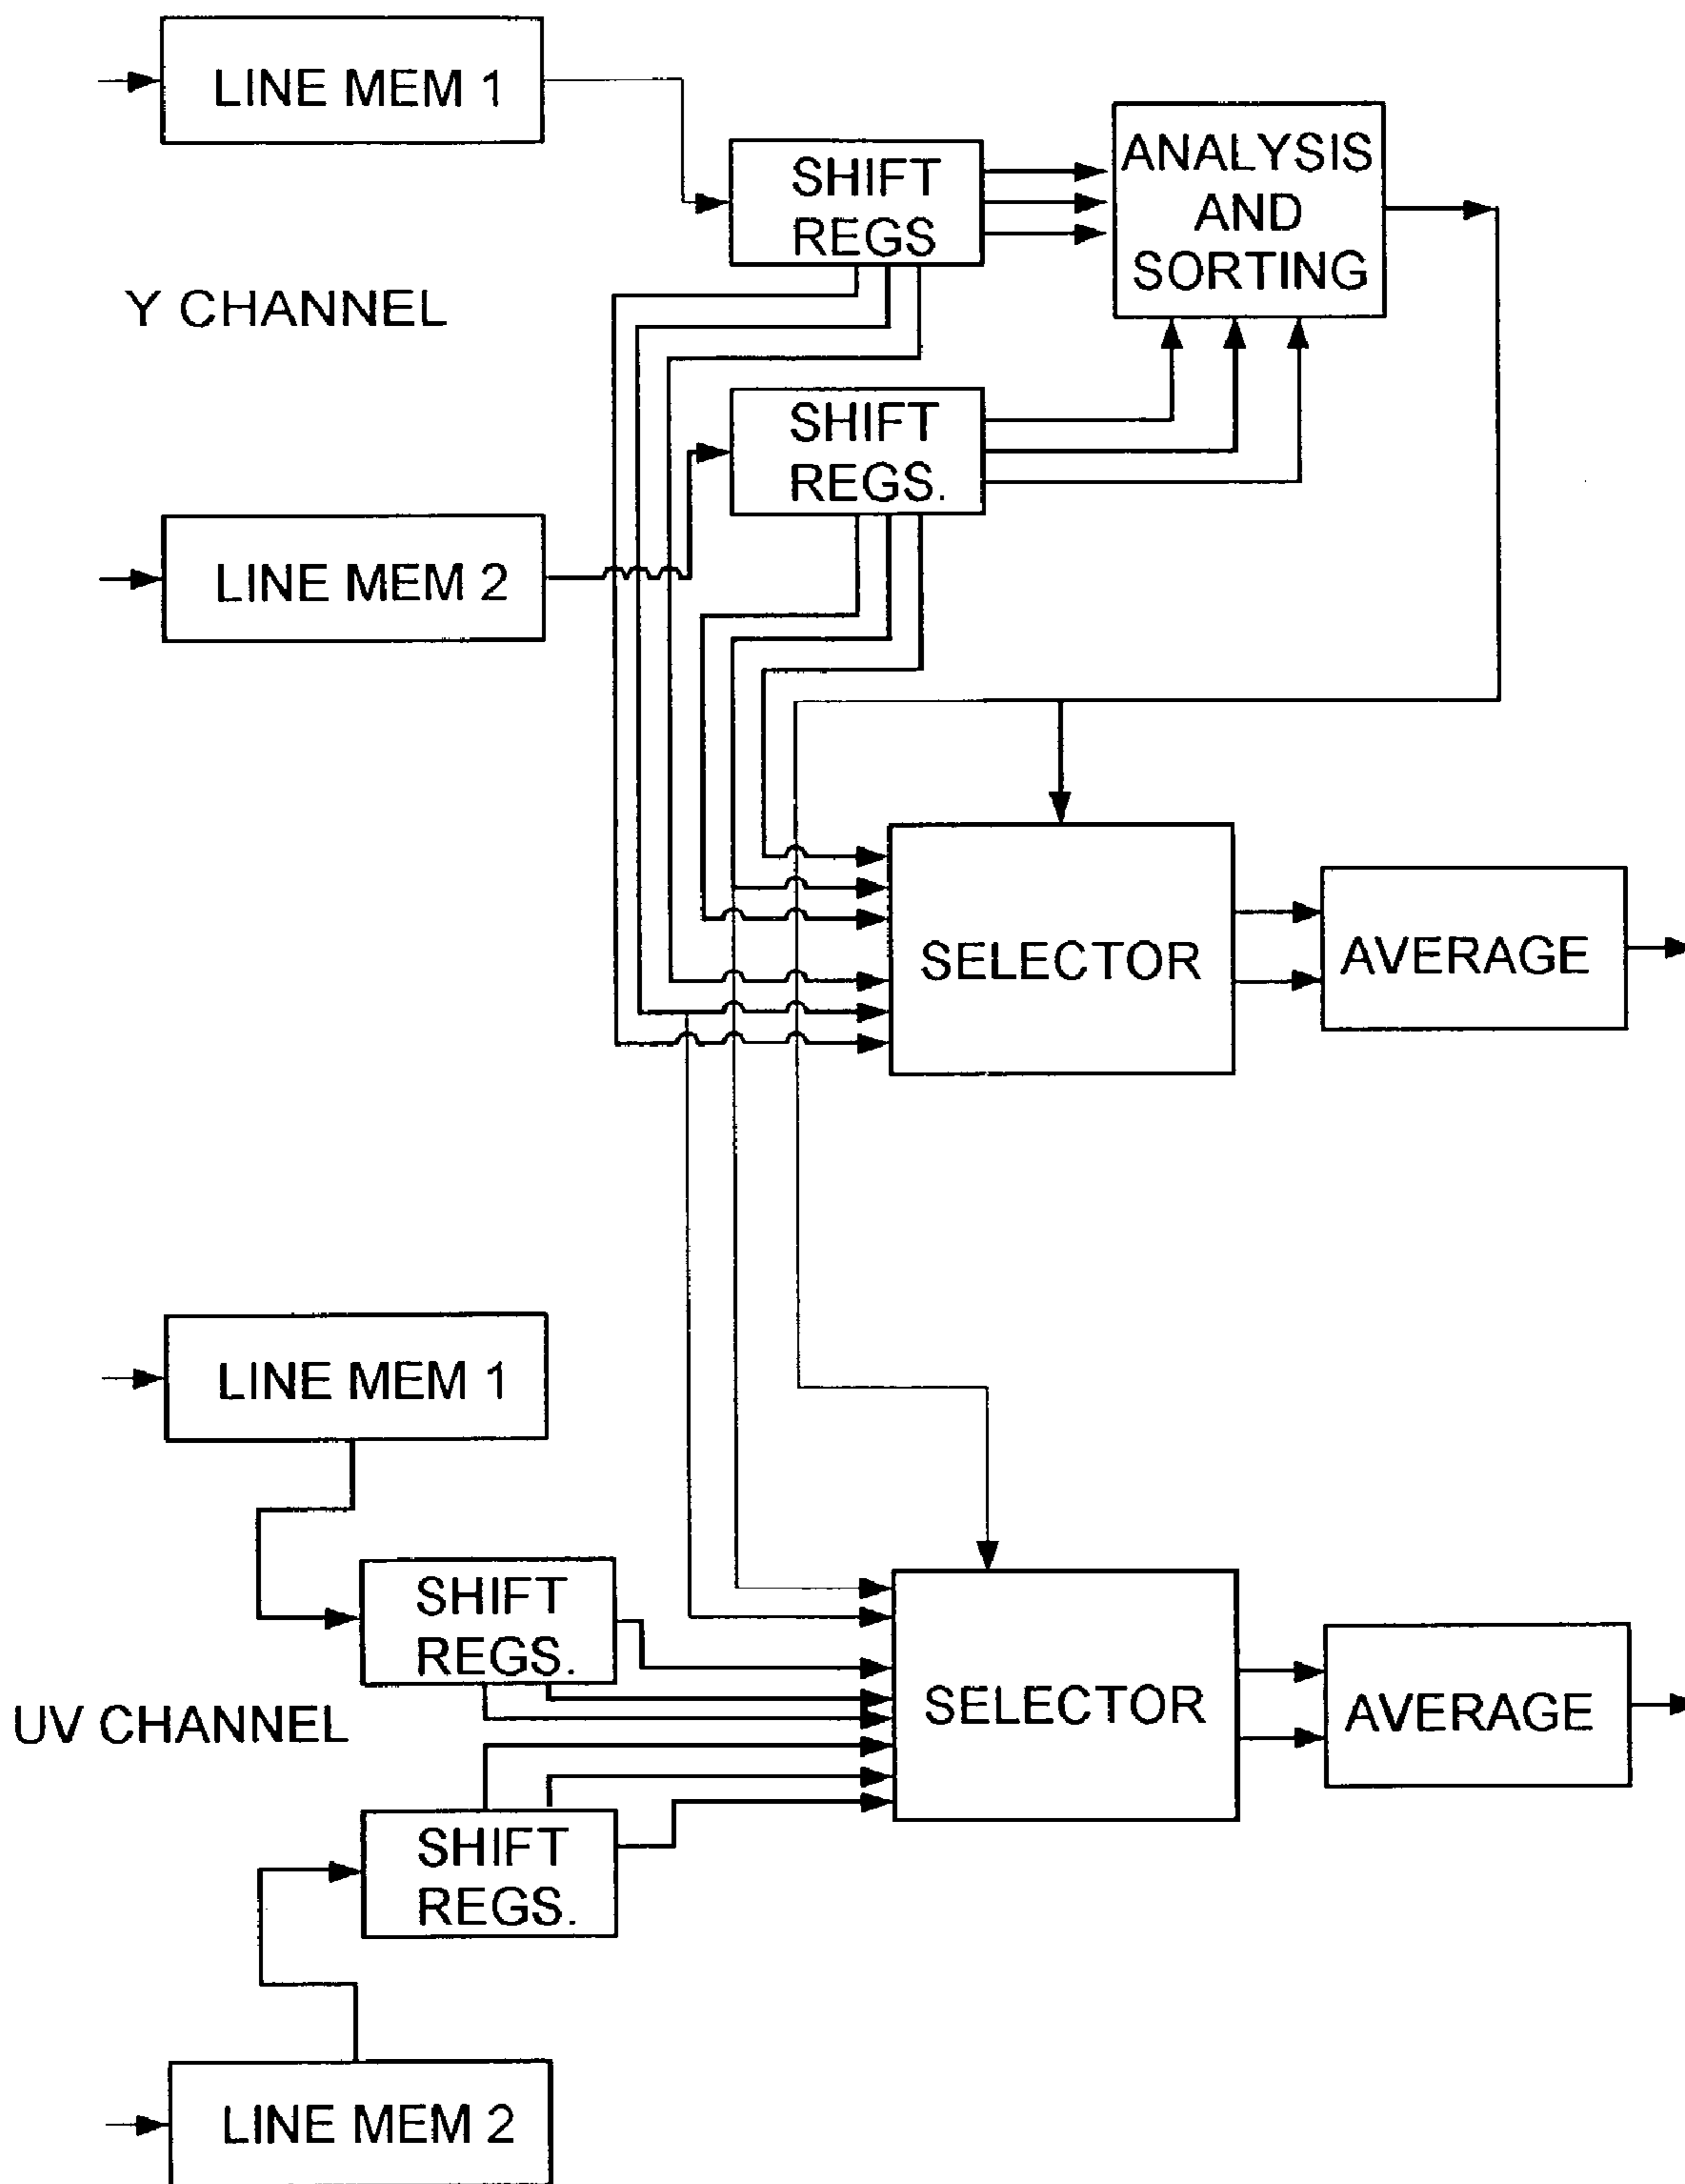 LINE MEM 1
SHIFT
REGS
ANALYSIS
AND
SORTING
Y CHANNEL
SHIFT
REGS.
LINE MEM 2
SELECTOR
AVERAGE
LINE MEM 1
SHIFT
REGS.
UV CHANNEL
SELECTOR
AVERAGE
SHIFT
REGS.
LINE MEM 2